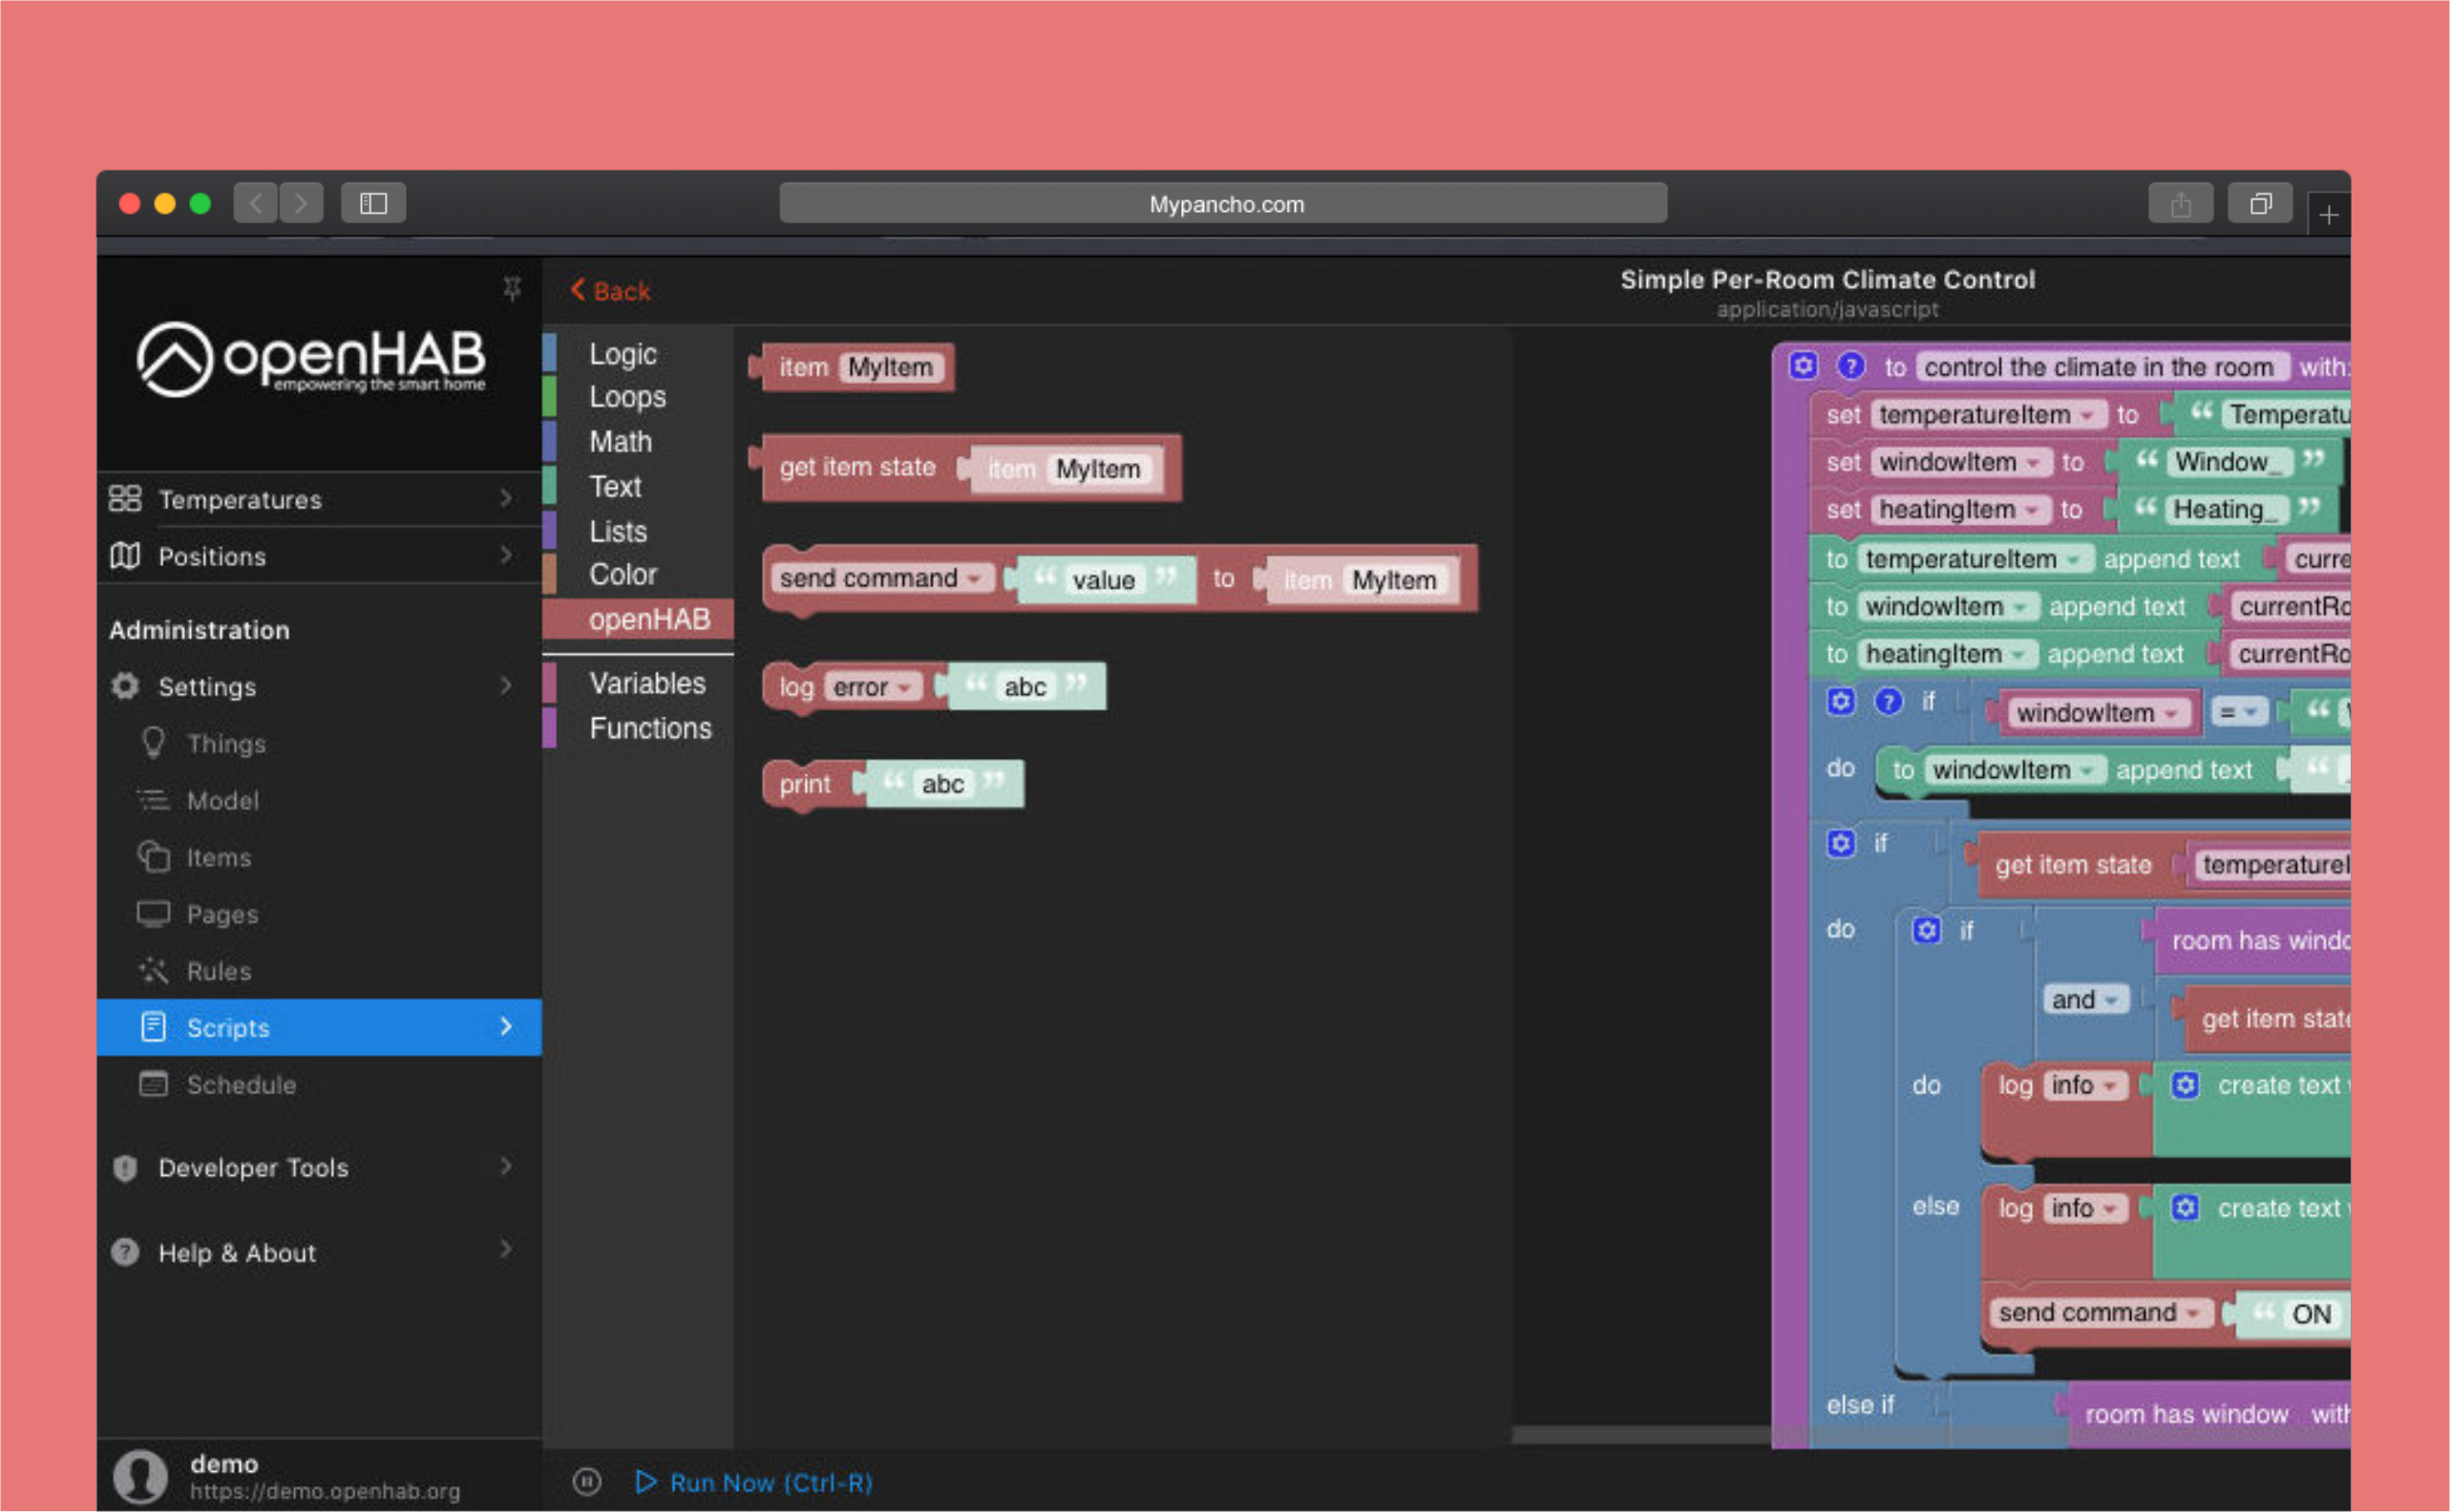 Mypancho.com
openHAB
empowering the smart home
Temperatures
Positions
Administration
Settings
Things
Model
Items
Pages
Rules
Scripts
Schedule
Developer Tools
Help & About
demo
https://demo.openhab.org
Back
Simple Per-Room Climate Control
application/javascript
Logic
Loops
Math
Text
Lists
Color
openHAB
Variables
Functions
item MyItem
get item state item MyItem
send command “ value ” to item MyItem
log error “ abc ”
print “ abc ”
? to control the climate in the room with:
set temperatureItem to “ Temperatu
set windowItem to “ Window_ ”
set heatingItem to “ Heating_ ”
to temperatureItem append text curre
to windowItem append text currentRo
to heatingItem append text currentRo
? if windowItem = “
do to windowItem append text “
if get item state temperatureI
do if room has windo
and get item state
do log info create text
else log info create text
send command “ ON
else if room has window with
Run Now (Ctrl-R)